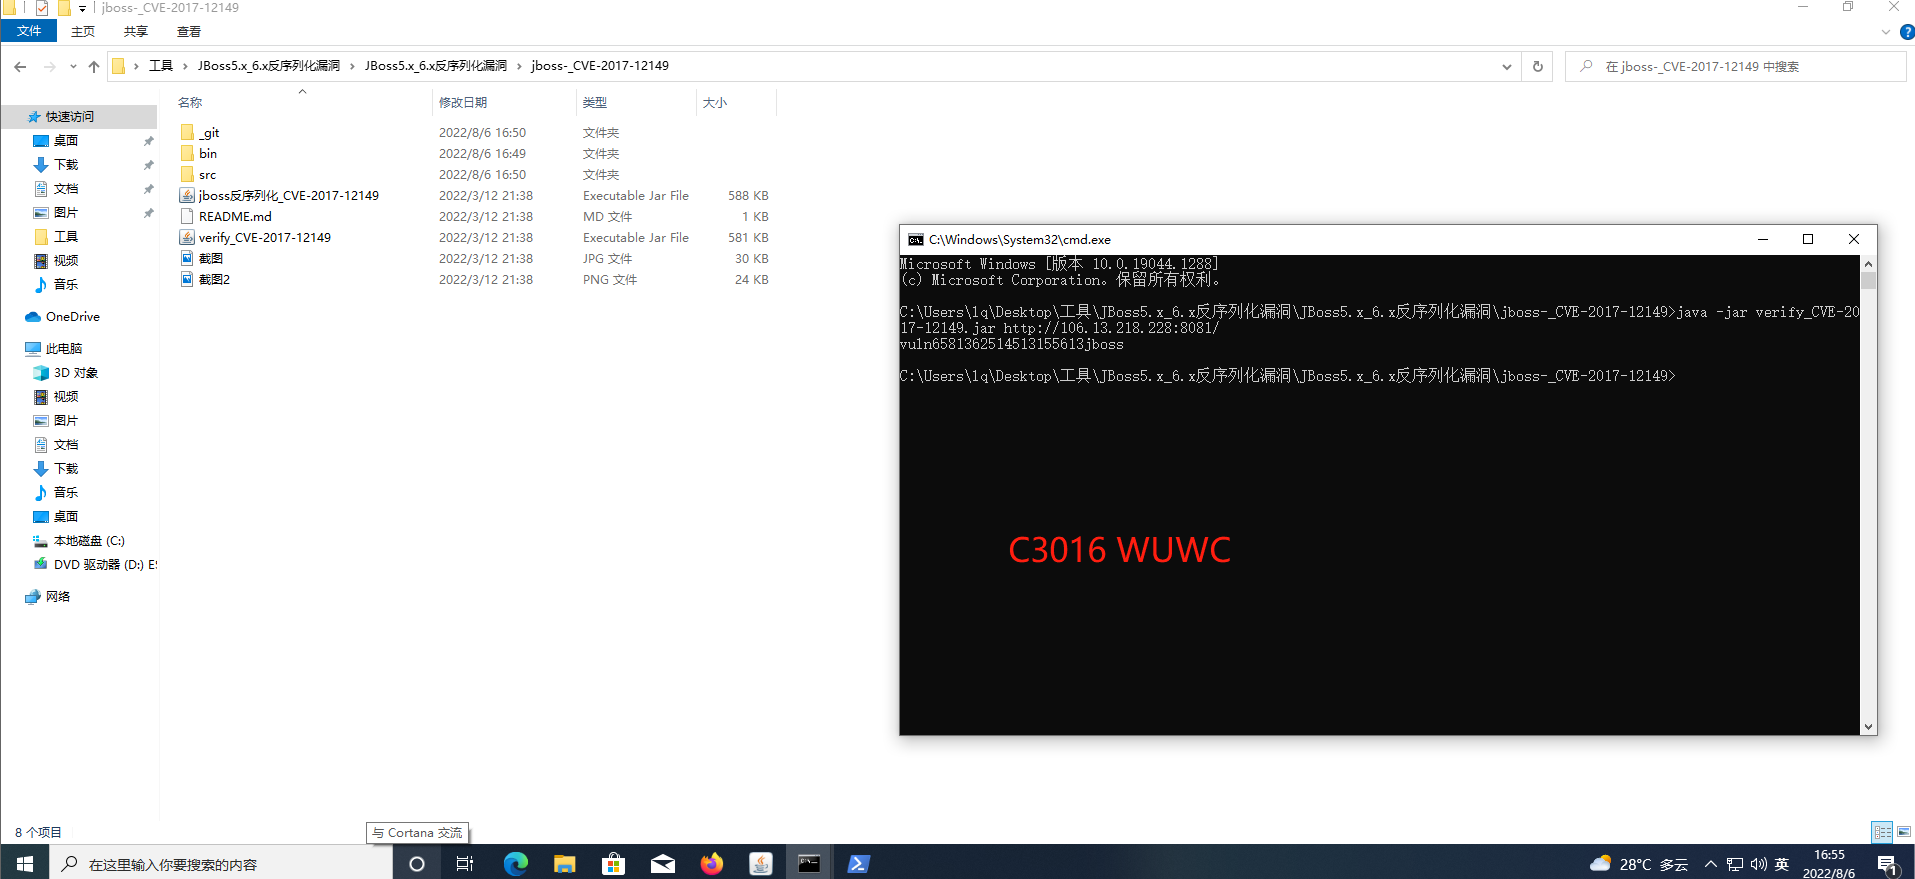 jboss-_CVE-2017-12149
文件 主页 共享 查看
工具 JBoss5.x_6.x反序列化漏洞 JBoss5.x_6.x反序列化漏洞 jboss-_CVE-2017-12149
在 jboss-_CVE-2017-12149 中搜索
快速访问
桌面
下载
文档
图片
工具
视频
音乐
OneDrive
此电脑
3D 对象
视频
图片
文档
下载
音乐
桌面
本地磁盘 (C:)
DVD 驱动器 (D:)
网络
名称 修改日期 类型 大小
_git 2022/8/6 16:50 文件夹
bin 2022/8/6 16:49 文件夹
src 2022/8/6 16:50 文件夹
jboss反序列化_CVE-2017-12149 2022/3/12 21:38 Executable Jar File 588 KB
README.md 2022/3/12 21:38 MD 文件 1 KB
verify_CVE-2017-12149 2022/3/12 21:38 Executable Jar File 581 KB
截图 2022/3/12 21:38 JPG 文件 30 KB
截图2 2022/3/12 21:38 PNG 文件 24 KB
C:\Windows\System32\cmd.exe
Microsoft Windows [版本 10.0.19044.1288]
(c) Microsoft Corporation。保留所有权利。
C:\Users\lq\Desktop\工具\JBoss5.x_6.x反序列化漏洞\JBoss5.x_6.x反序列化漏洞\jboss-_CVE-2017-12149>java -jar verify_CVE-20
17-12149.jar http://106.13.218.228:8081/
vuln6581362514513155613jboss
C:\Users\lq\Desktop\工具\JBoss5.x_6.x反序列化漏洞\JBoss5.x_6.x反序列化漏洞\jboss-_CVE-2017-12149>
C3016 WUWC
8 个项目
与 Cortana 交流
在这里输入你要搜索的内容
28°C 多云
英
16:55
2022/8/6
1